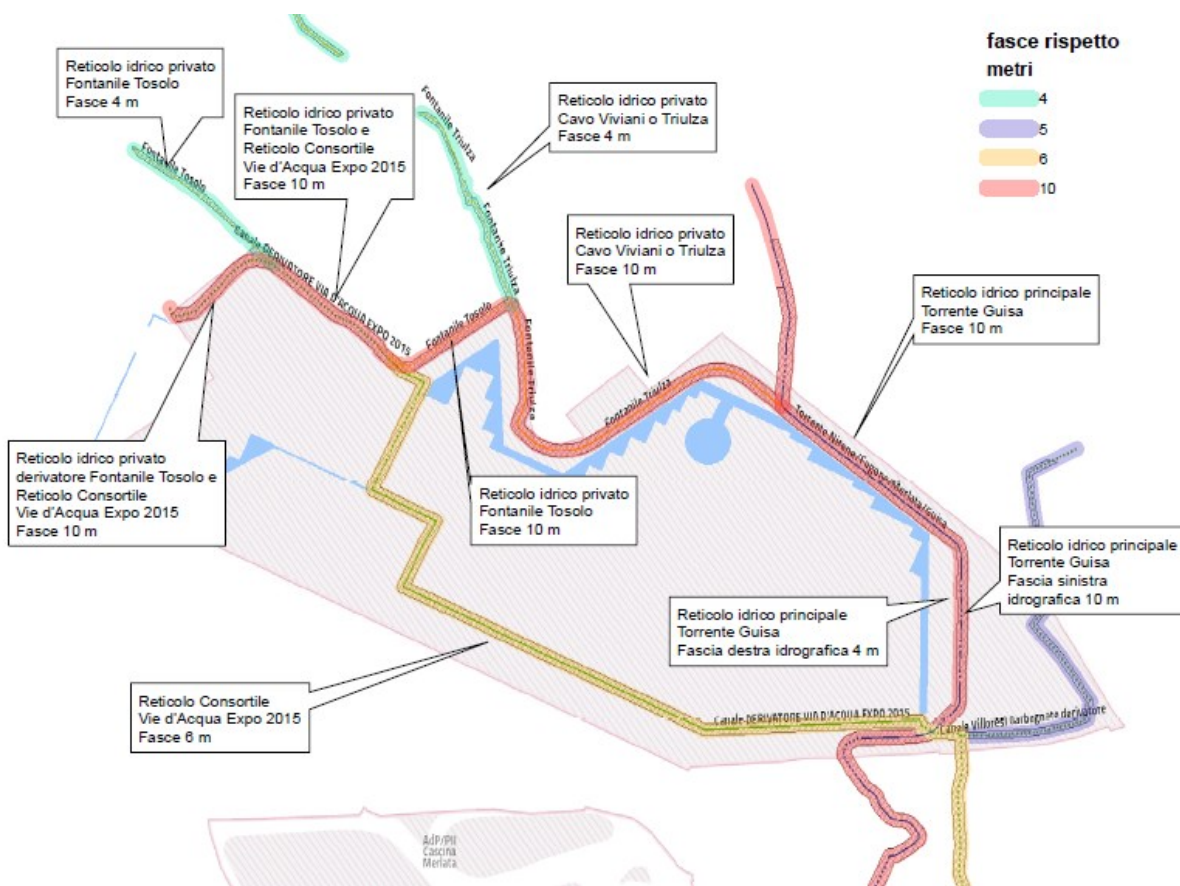 fasce rispetto
metri
4
5
6
10
Reticolo idrico privato
Fontanile Tosolo
Fasce 4 m
Reticolo idrico privato
Fontanile Tosolo e
Reticolo Consortile
Vie d'Acqua Expo 2015
Fasce 10 m
Reticolo idrico privato
Cavo Viviani o Triulza
Fasce 4 m
Reticolo idrico privato
Cavo Viviani o Triulza
Fasce 10 m
Reticolo idrico principale
Torrente Guisa
Fasce 10 m
Fontanile Tosolo
Fontanile Triulza
Fontanile Triulza
Canale DERIVATORE VIA D'ACQUA EXPO 2015
Fontanile Tosolo
Fontanile Triulza
Fontanile Triulza
Reticolo idrico privato
derivatore Fontanile Tosolo e
Reticolo Consortile
Vie d'Acqua Expo 2015
Fasce 10 m
Reticolo idrico privato
Fontanile Tosolo
Fasce 10 m
Reticolo idrico principale
Torrente Guisa
Fascia sinistra
idrografica 10 m
Reticolo idrico principale
Torrente Guisa
Fascia destra idrografica 4 m
Reticolo Consortile
Vie d'Acqua Expo 2015
Fasce 6 m
Canale DERIVATORE VIA D'ACQUA EXPO 2015
Canale Villoresi Garbagnate derivatore
AdP/PII
Cascina
Merlata